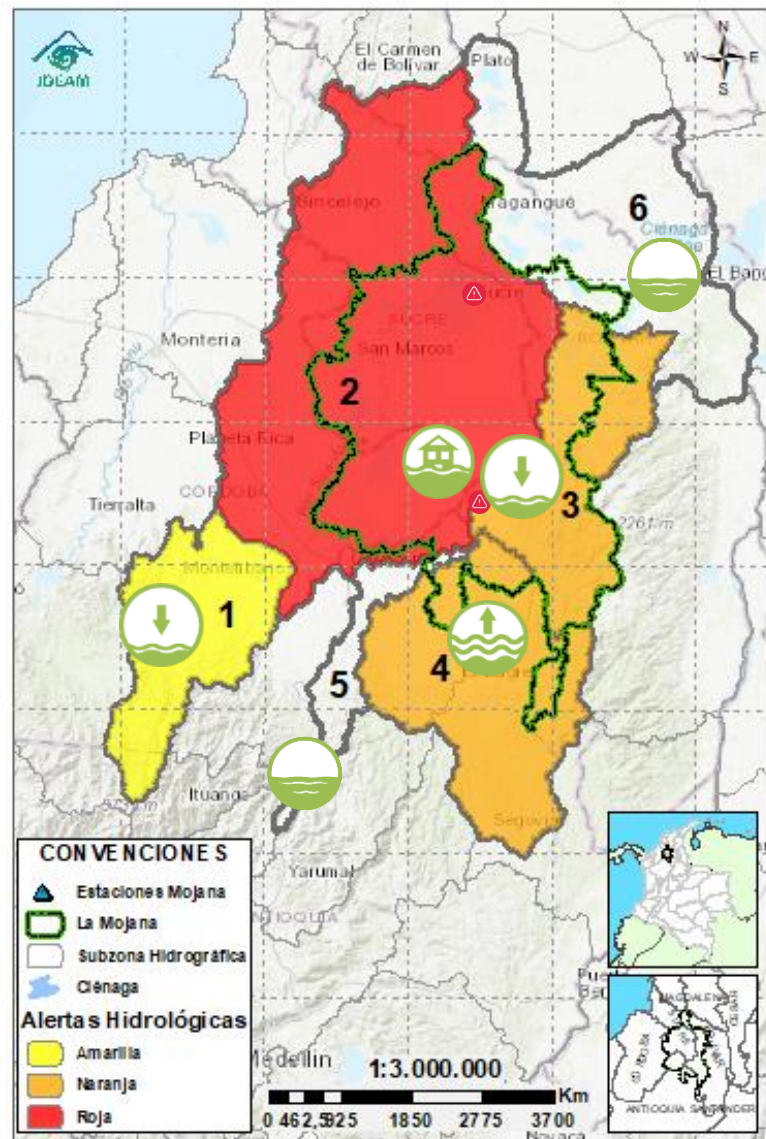 IDEAM
El Carmen
de Bolívar
Plato
N
W
E
S
Sincelejo
Magangué
6
Ciénaga
El Banco
Sucre
SUCRE
Montería
San Marcos
2
Planeta Rica
CÓRDOBA
Tierralta
3
2261 m
Montelíbano
1
4
5
Ituango
Segovia
Yarumal
ANTIOQUIA
Medellín
CONVENCIONES
Estaciones Mojana
La Mojana
Subzona Hidrográfica
Ciénaga
Alertas Hidrológicas
Amarilla
Naranja
Roja
1:3.000.000
Km
0 462,5925 1850 2775 3700
MAGDALENA
CESAR
CÓRDOBA
ANTIOQUIA SANTANDER